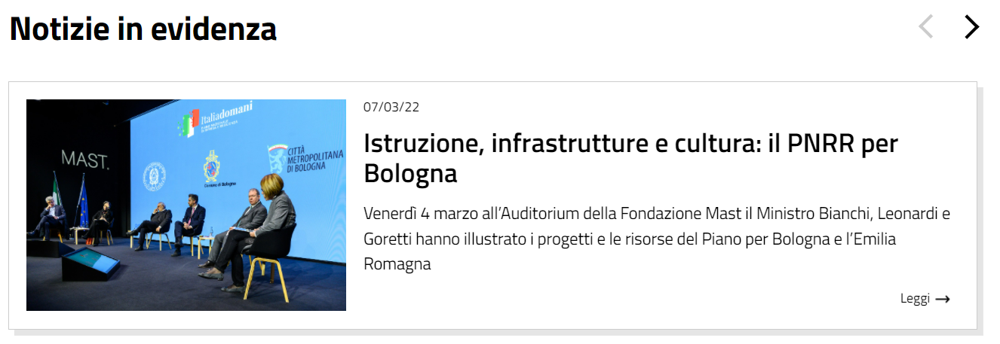 Notizie in evidenza
07/03/22
Istruzione, infrastrutture e cultura: il PNRR per
Bologna
Venerdì 4 marzo all’Auditorium della Fondazione Mast il Ministro Bianchi, Leonardi e
Goretti hanno illustrato i progetti e le risorse del Piano per Bologna e l’Emilia
Romagna
Leggi
Italiadomani
MAST.
CITTÀ
METROPOLITANA
DI BOLOGNA
Comune di Bologna